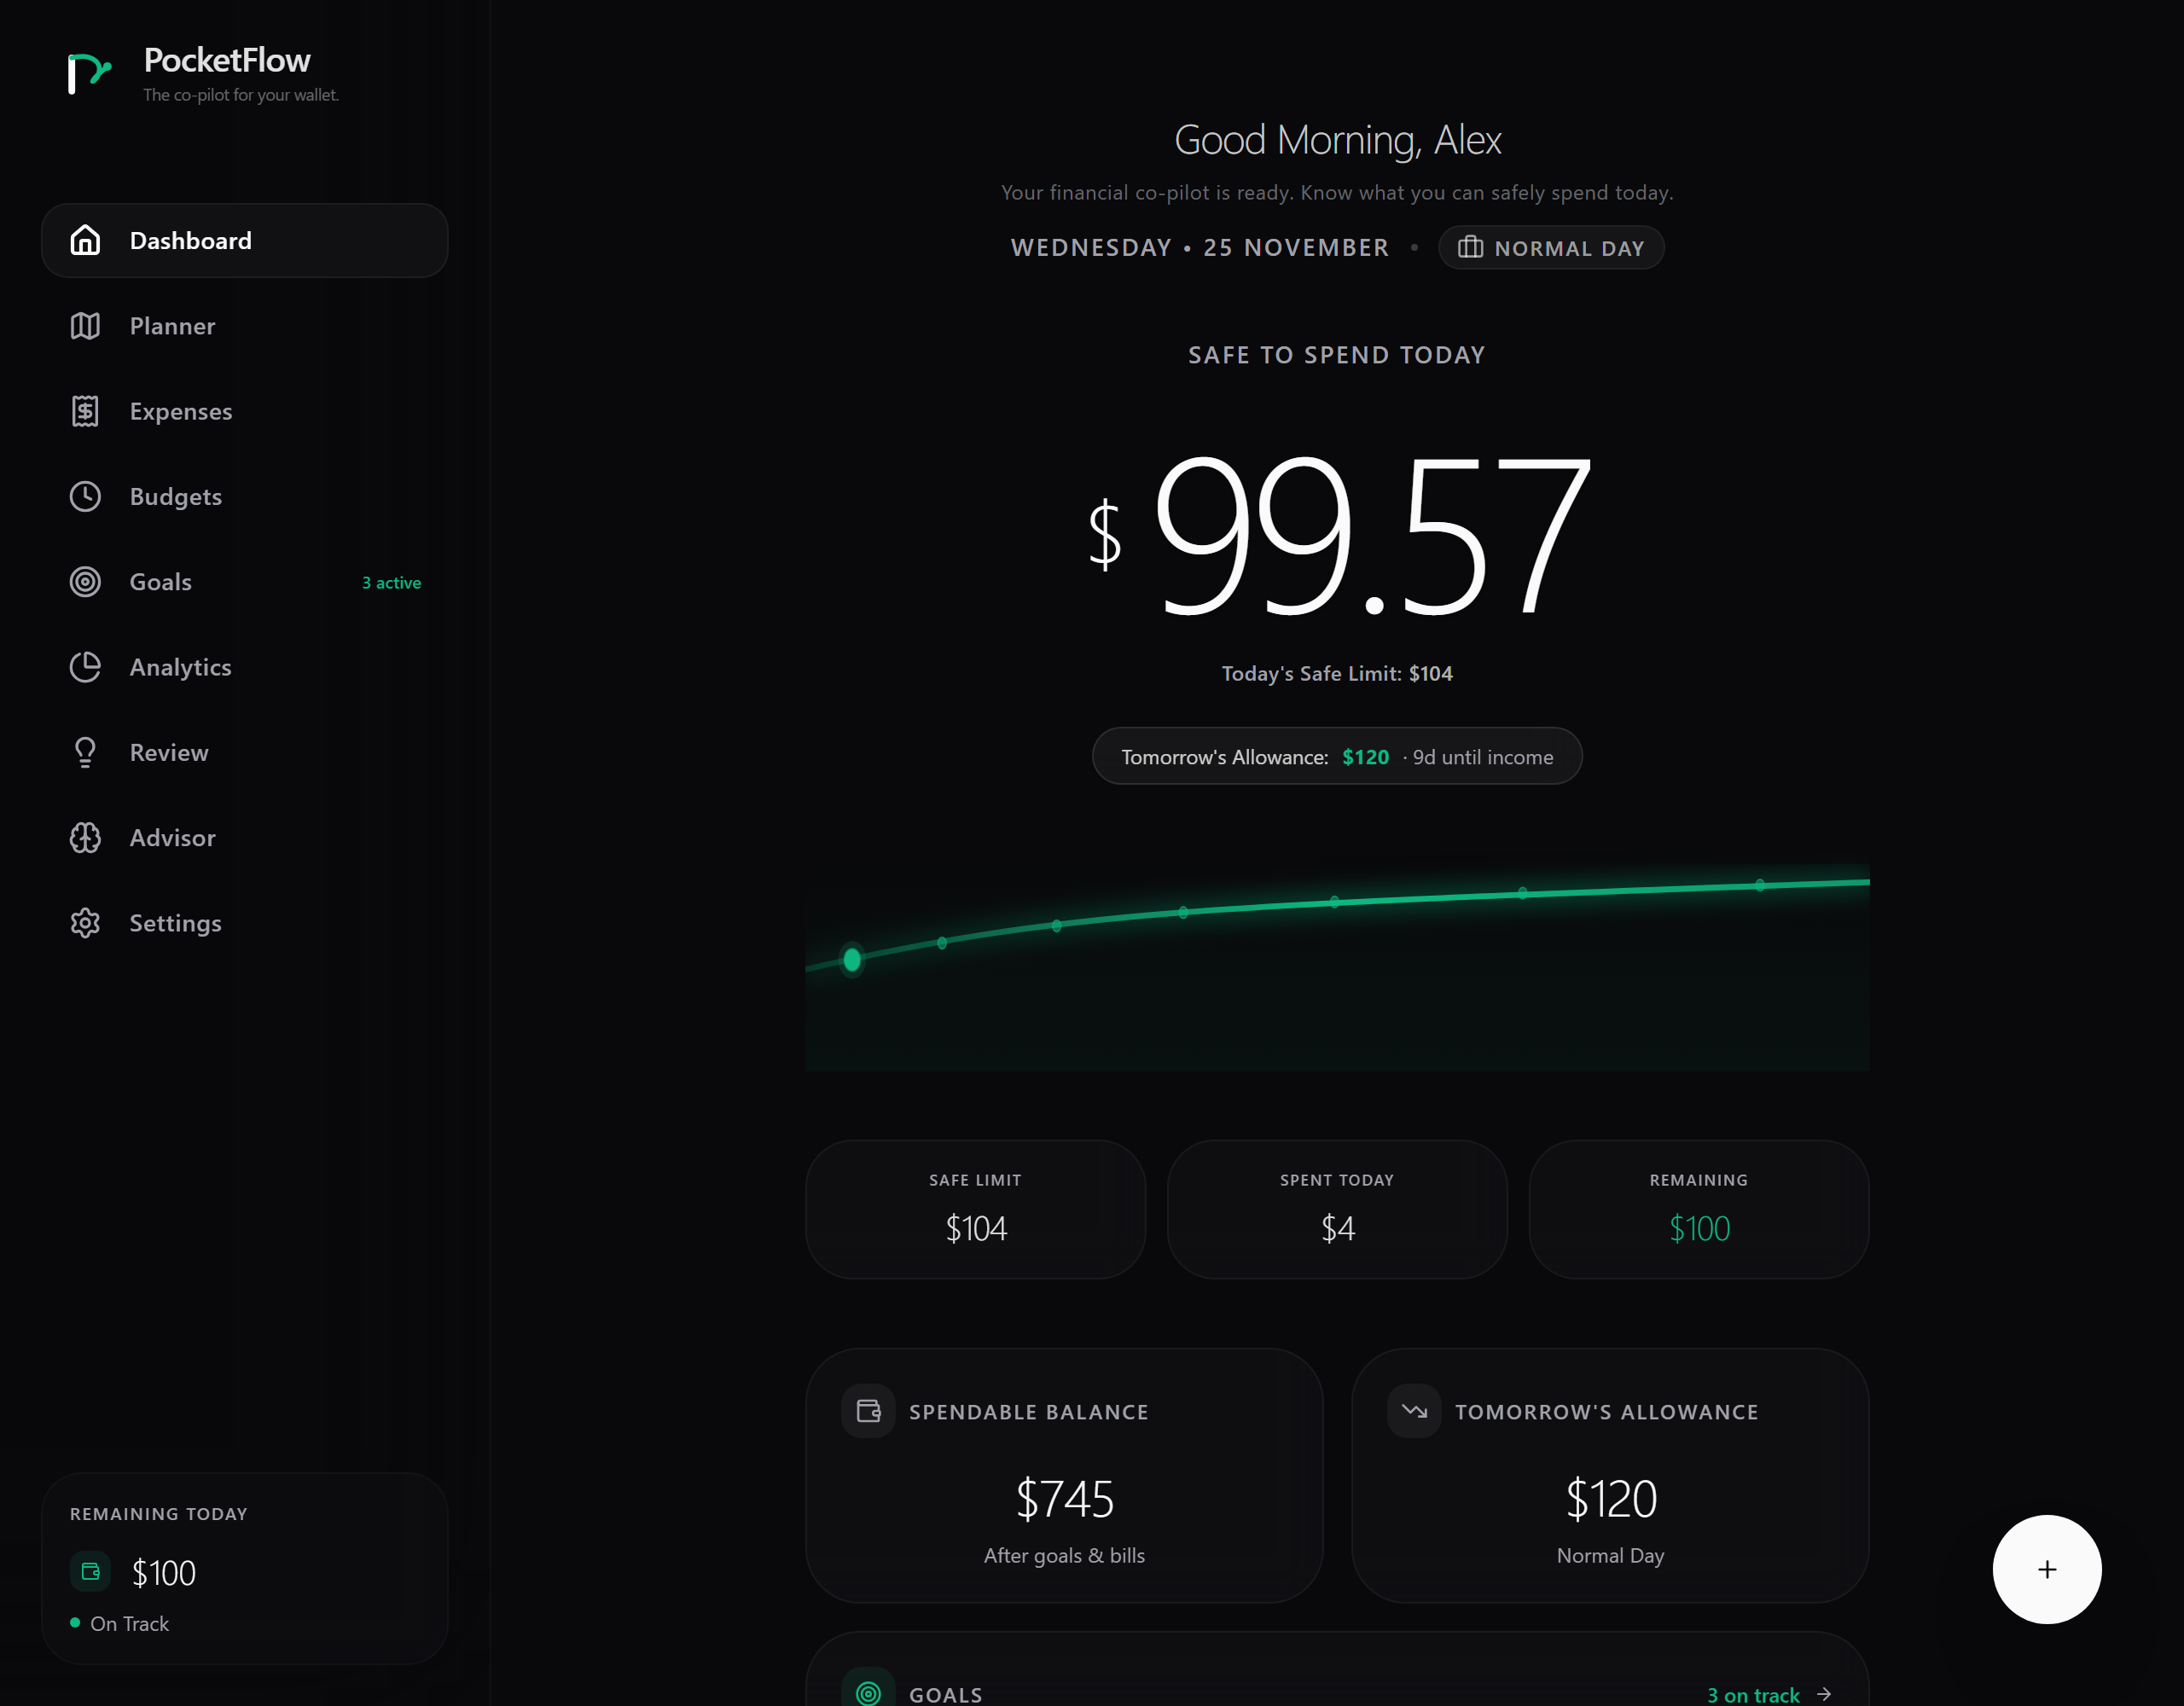 PocketFlow
The co-pilot for your wallet.
Dashboard
Planner
Expenses
Budgets
Goals 3 active
Analytics
Review
Advisor
Settings
REMAINING TODAY
$100
On Track
Good Morning, Alex
Your financial co-pilot is ready. Know what you can safely spend today.
WEDNESDAY • 25 NOVEMBER • NORMAL DAY
SAFE TO SPEND TODAY
$ 99.57
Today's Safe Limit: $104
Tomorrow's Allowance: $120 · 9d until income
SAFE LIMIT
$104
SPENT TODAY
$4
REMAINING
$100
SPENDABLE BALANCE
$745
After goals & bills
TOMORROW'S ALLOWANCE
$120
Normal Day
GOALS 3 on track →
+